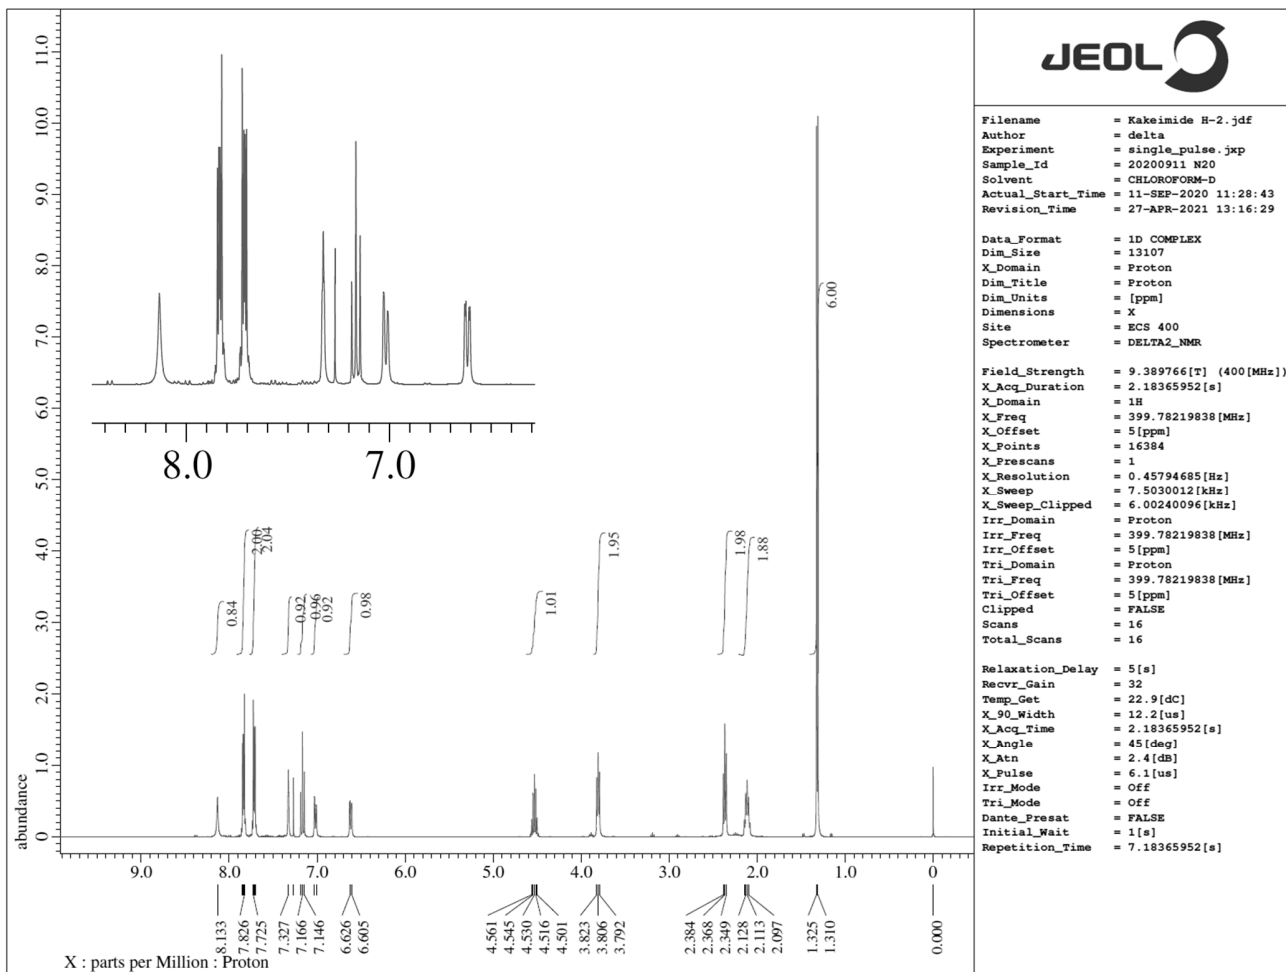 JEOL
Filename = Kakeimide H-2.jdf
Author = delta
Experiment = single_pulse.jxp
Sample_Id = 20200911 N20
Solvent = CHLOROFORM-D
Actual_Start_Time = 11-SEP-2020 11:28:43
Revision_Time = 27-APR-2021 13:16:29
Data_Format = 1D COMPLEX
Dim_Size = 13107
X_Domain = Proton
Dim_Title = Proton
Dim_Units = [ppm]
Dimensions = X
Site = ECS 400
Spectrometer = DELTA2_NMR
Field_Strength = 9.389766[T] (400[MHz])
X_Acq_Duration = 2.18365952[s]
X_Domain = 1H
X_Freq = 399.78219838[MHz]
X_Offset = 5[ppm]
X_Points = 16384
X_Prescans = 1
X_Resolution = 0.45794685[Hz]
X_Sweep = 7.5030012[kHz]
X_Sweep_Clipped = 6.00240096[kHz]
Irr_Domain = Proton
Irr_Freq = 399.78219838[MHz]
Irr_Offset = 5[ppm]
Tri_Domain = Proton
Tri_Freq = 399.78219838[MHz]
Tri_Offset = 5[ppm]
Clipped = FALSE
Scans = 16
Total_Scans = 16
Relaxation_Delay = 5[s]
Recvr_Gain = 32
Temp_Get = 22.9[dC]
X_90_Width = 12.2[us]
X_Acq_Time = 2.18365952[s]
X_Angle = 45[deg]
X_Atn = 2.4[dB]
X_Pulse = 6.1[us]
Irr_Mode = Off
Tri_Mode = Off
Dante_Presat = FALSE
Initial_Wait = 1[s]
Repetition_Time = 7.18365952[s]
11.0
10.0
9.0
8.0
7.0
6.0
5.0
4.0
3.0
2.0
1.0
0
abundance
8.0 7.0
0.84
2.00
2.04
0.92
0.96
0.92
0.98
1.01
1.95
1.98
1.88
6.00
9.0 8.0 7.0 6.0 5.0 4.0 3.0 2.0 1.0 0
8.133
7.826
7.725
7.327
7.166
7.146
6.626
6.605
4.561
4.545
4.530
4.516
4.501
3.823
3.806
3.792
2.384
2.368
2.349
2.128
2.113
2.097
1.325
1.310
0.000
X : parts per Million : Proton